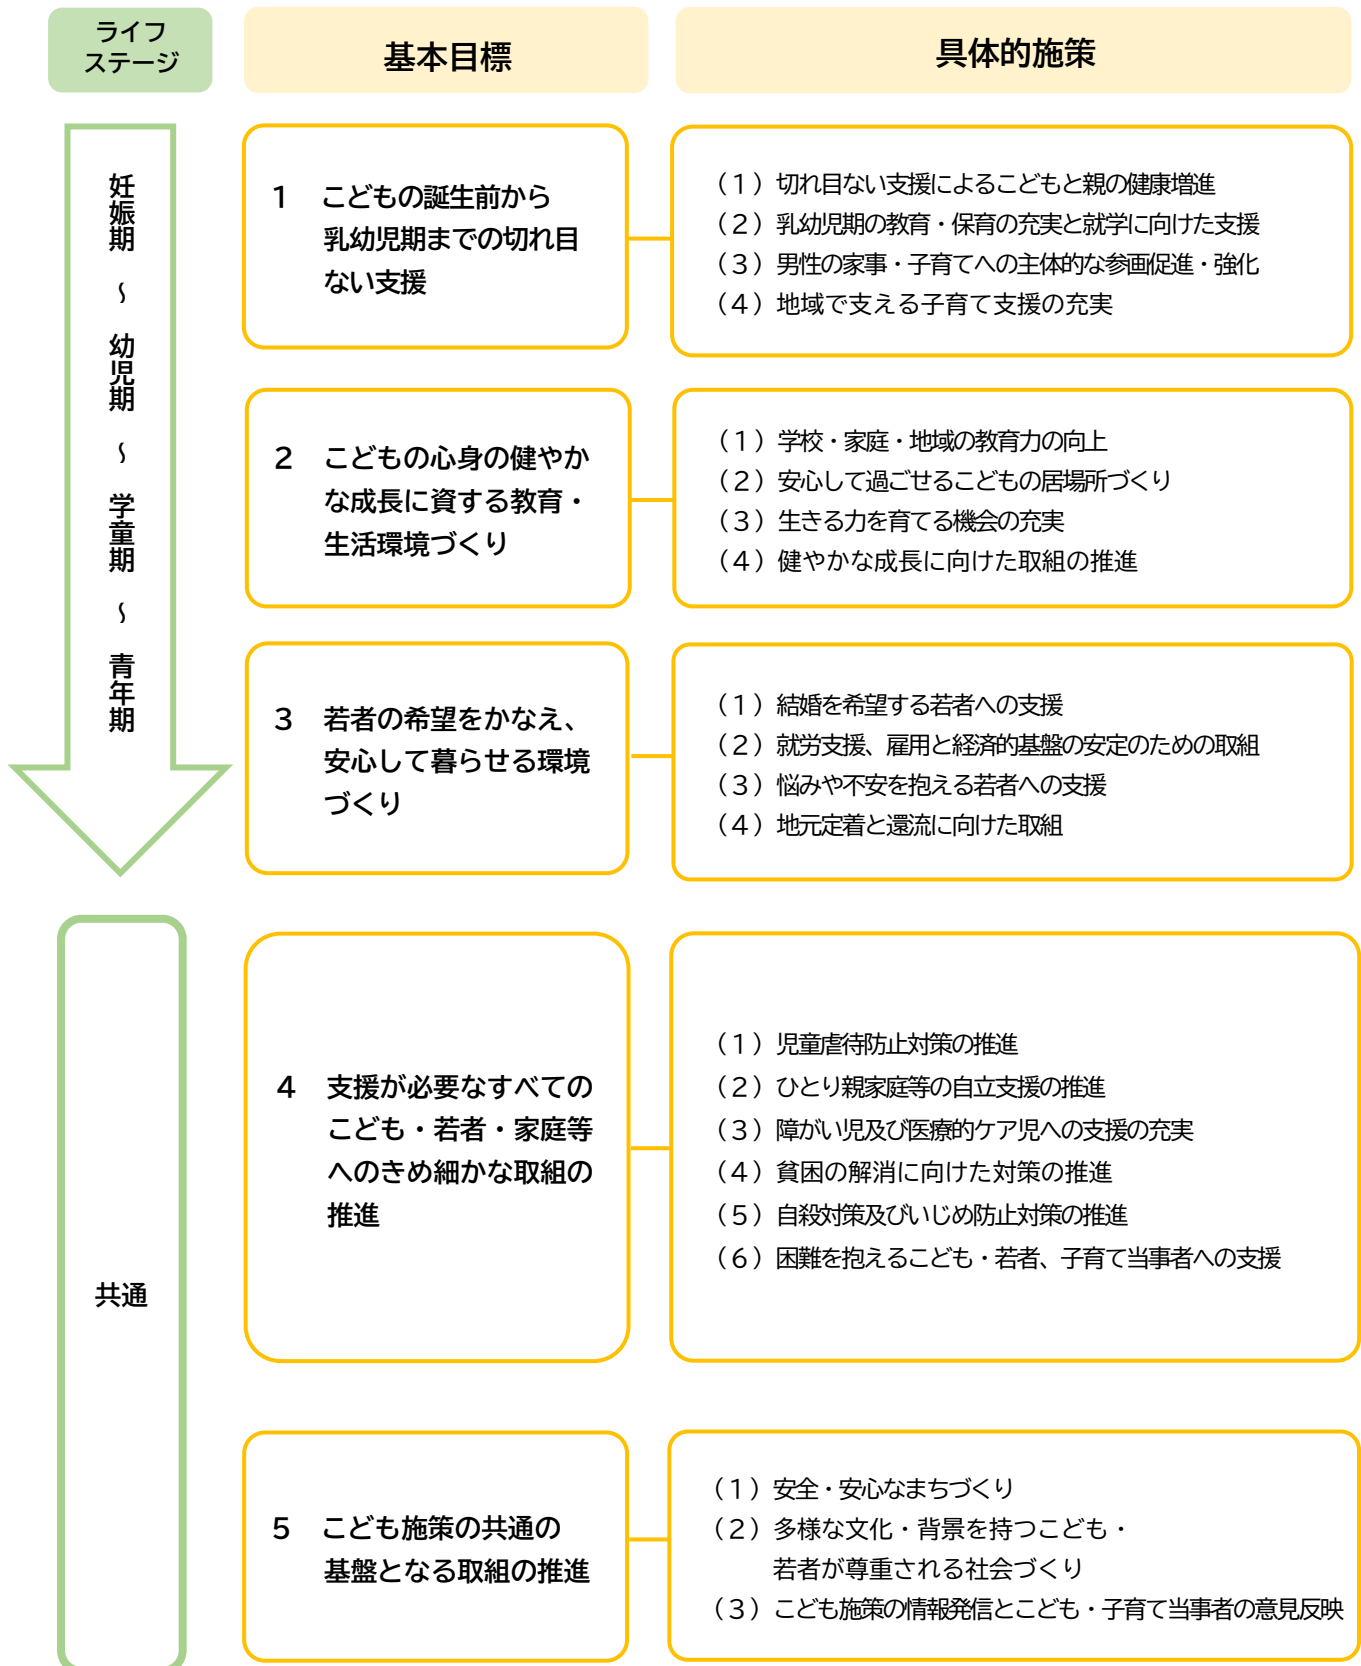 ライフ
ステージ
基本目標
具体的施策
妊娠期 ～ 幼児期 ～ 学童期 ～ 青年期
1 こどもの誕生前から
乳幼児期までの切れ目
ない支援
（１）切れ目ない支援によるこどもと親の健康増進
（２）乳幼児期の教育・保育の充実と就学に向けた支援
（３）男性の家事・子育てへの主体的な参画促進・強化
（４）地域で支える子育て支援の充実
2 こどもの心身の健やか
な成長に資する教育・
生活環境づくり
（１）学校・家庭・地域の教育力の向上
（２）安心して過ごせるこどもの居場所づくり
（３）生きる力を育てる機会の充実
（４）健やかな成長に向けた取組の推進
3 若者の希望をかなえ、
安心して暮らせる環境
づくり
（１）結婚を希望する若者への支援
（２）就労支援、雇用と経済的基盤の安定のための取組
（３）悩みや不安を抱える若者への支援
（４）地元定着と還流に向けた取組
共通
4 支援が必要なすべての
こども・若者・家庭等
へのきめ細かな取組の
推進
（１）児童虐待防止対策の推進
（２）ひとり親家庭等の自立支援の推進
（３）障がい児及び医療的ケア児への支援の充実
（４）貧困の解消に向けた対策の推進
（５）自殺対策及びいじめ防止対策の推進
（６）困難を抱えるこども・若者、子育て当事者への支援
5 こども施策の共通の
基盤となる取組の推進
（１）安全・安心なまちづくり
（２）多様な文化・背景を持つこども・
若者が尊重される社会づくり
（３）こども施策の情報発信とこども・子育て当事者の意見反映